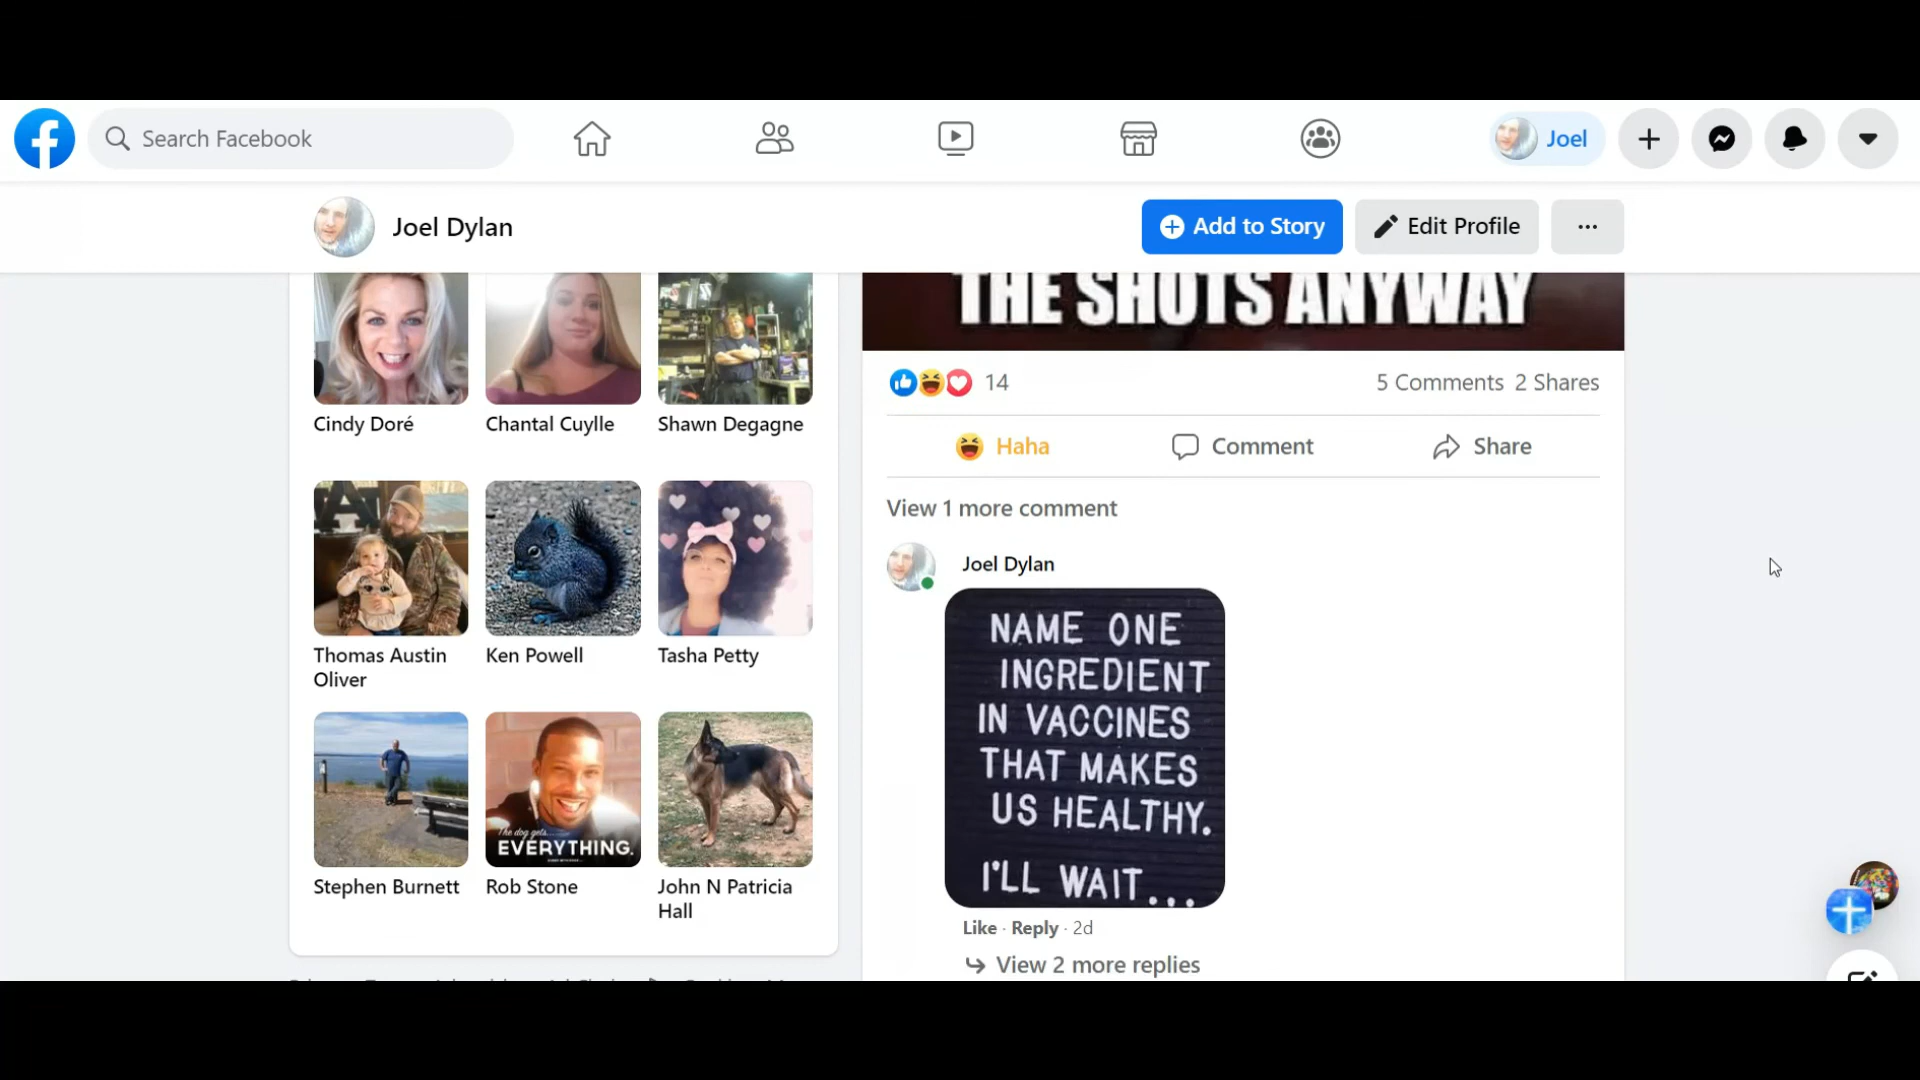 Search Facebook
Joel
Joel Dylan
Add to Story
Edit Profile
Cindy Doré
Chantal Cuylle
Shawn Degagne
Thomas Austin
Oliver
Ken Powell
Tasha Petty
The dog gets.....
EVERYTHING.
Stephen Burnett
Rob Stone
John N Patricia
Hall
THE SHOTS ANYWAY
14
5 Comments 2 Shares
Haha
Comment
Share
View 1 more comment
Joel Dylan
NAME ONE
INGREDIENT
IN VACCINES
THAT MAKES
US HEALTHY.
I'LL WAIT...
Like · Reply · 2d
View 2 more replies